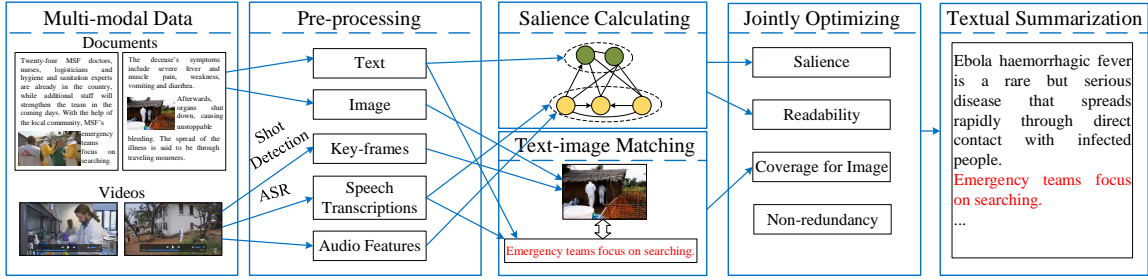 Multi-modal Data
Documents
Twenty-four MSF doctors,
nurses, logisticians and
hygiene and sanitation experts
are already in the country,
while additional staff will
strengthen the team in the
coming days. With the help of
the local community, MSF's
emergency
teams
focus on
searching.
The decease's symptoms
include severe fever and
muscle pain, weakness,
vomiting and diarrhea.
Afterwards,
organs shut
down, causing
unstoppable
bleeding. The spread of the
illness is said to be through
traveling mourners.
Videos
Shot
Detection
ASR
Pre-processing
Text
Image
Key-frames
Speech
Transcriptions
Audio Features
Salience Calculating
Text-image Matching
Emergency teams focus on searching.
Jointly Optimizing
Salience
Readability
Coverage for Image
Non-redundancy
Textual Summarization
Ebola haemorrhagic fever
is a rare but serious
disease that spreads
rapidly through direct
contact with infected
people.
Emergency teams focus
on searching.
...